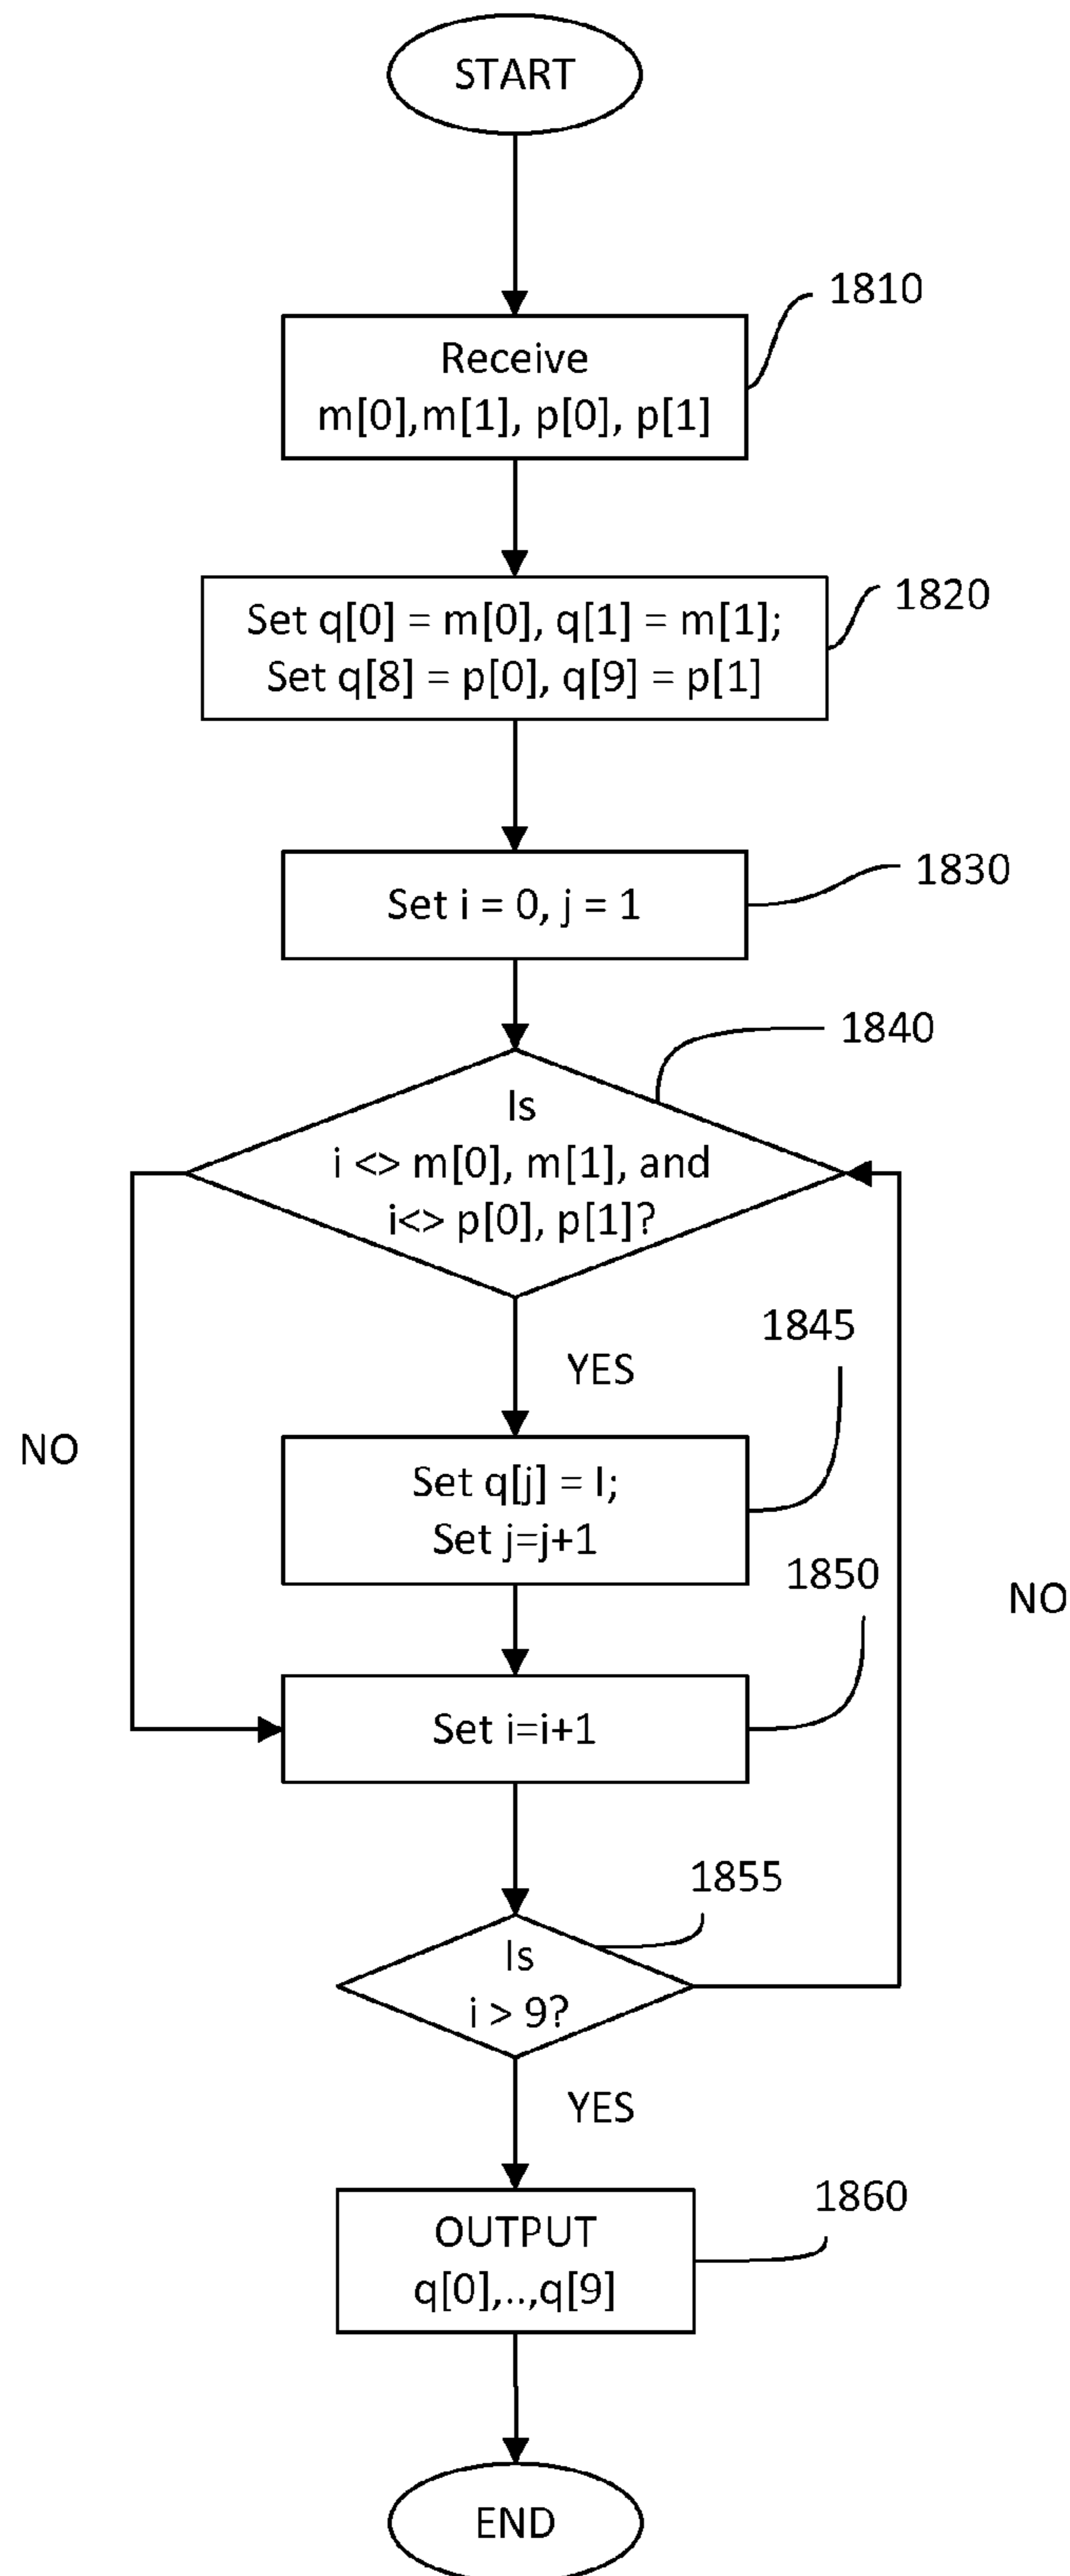 START
1810
Receive
m[0],m[1], p[0], p[1]
1820
Set q[0] = m[0], q[1] = m[1];
Set q[8] = p[0], q[9] = p[1]
1830
Set i = 0, j = 1
1840
Is
i <> m[0], m[1], and
i<> p[0], p[1]?
1845
YES
NO
Set q[j] = I;
Set j=j+1
1850
NO
Set i=i+1
1855
Is
i > 9?
YES
1860
OUTPUT
q[0],..,q[9]
END